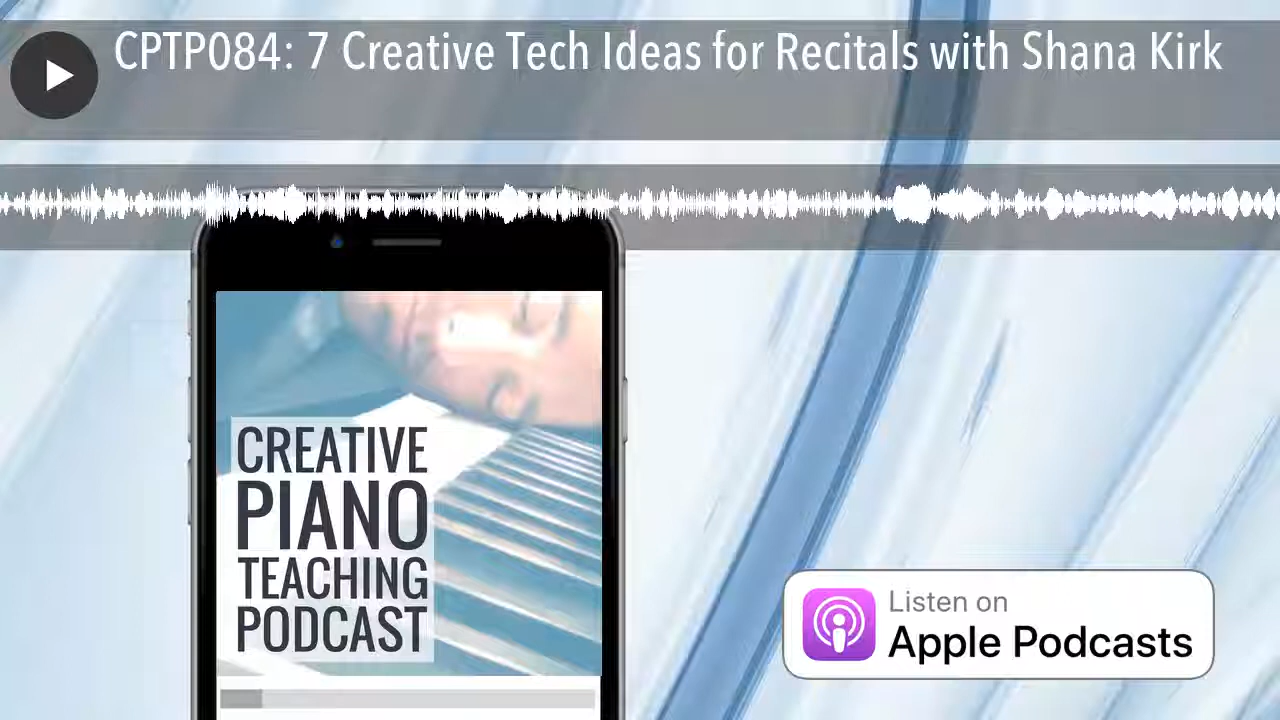 CPTP084: 7 Creative Tech Ideas for Recitals with Shana Kirk
CREATIVE
PIANO
TEACHING
PODCAST
Listen on
Apple Podcasts